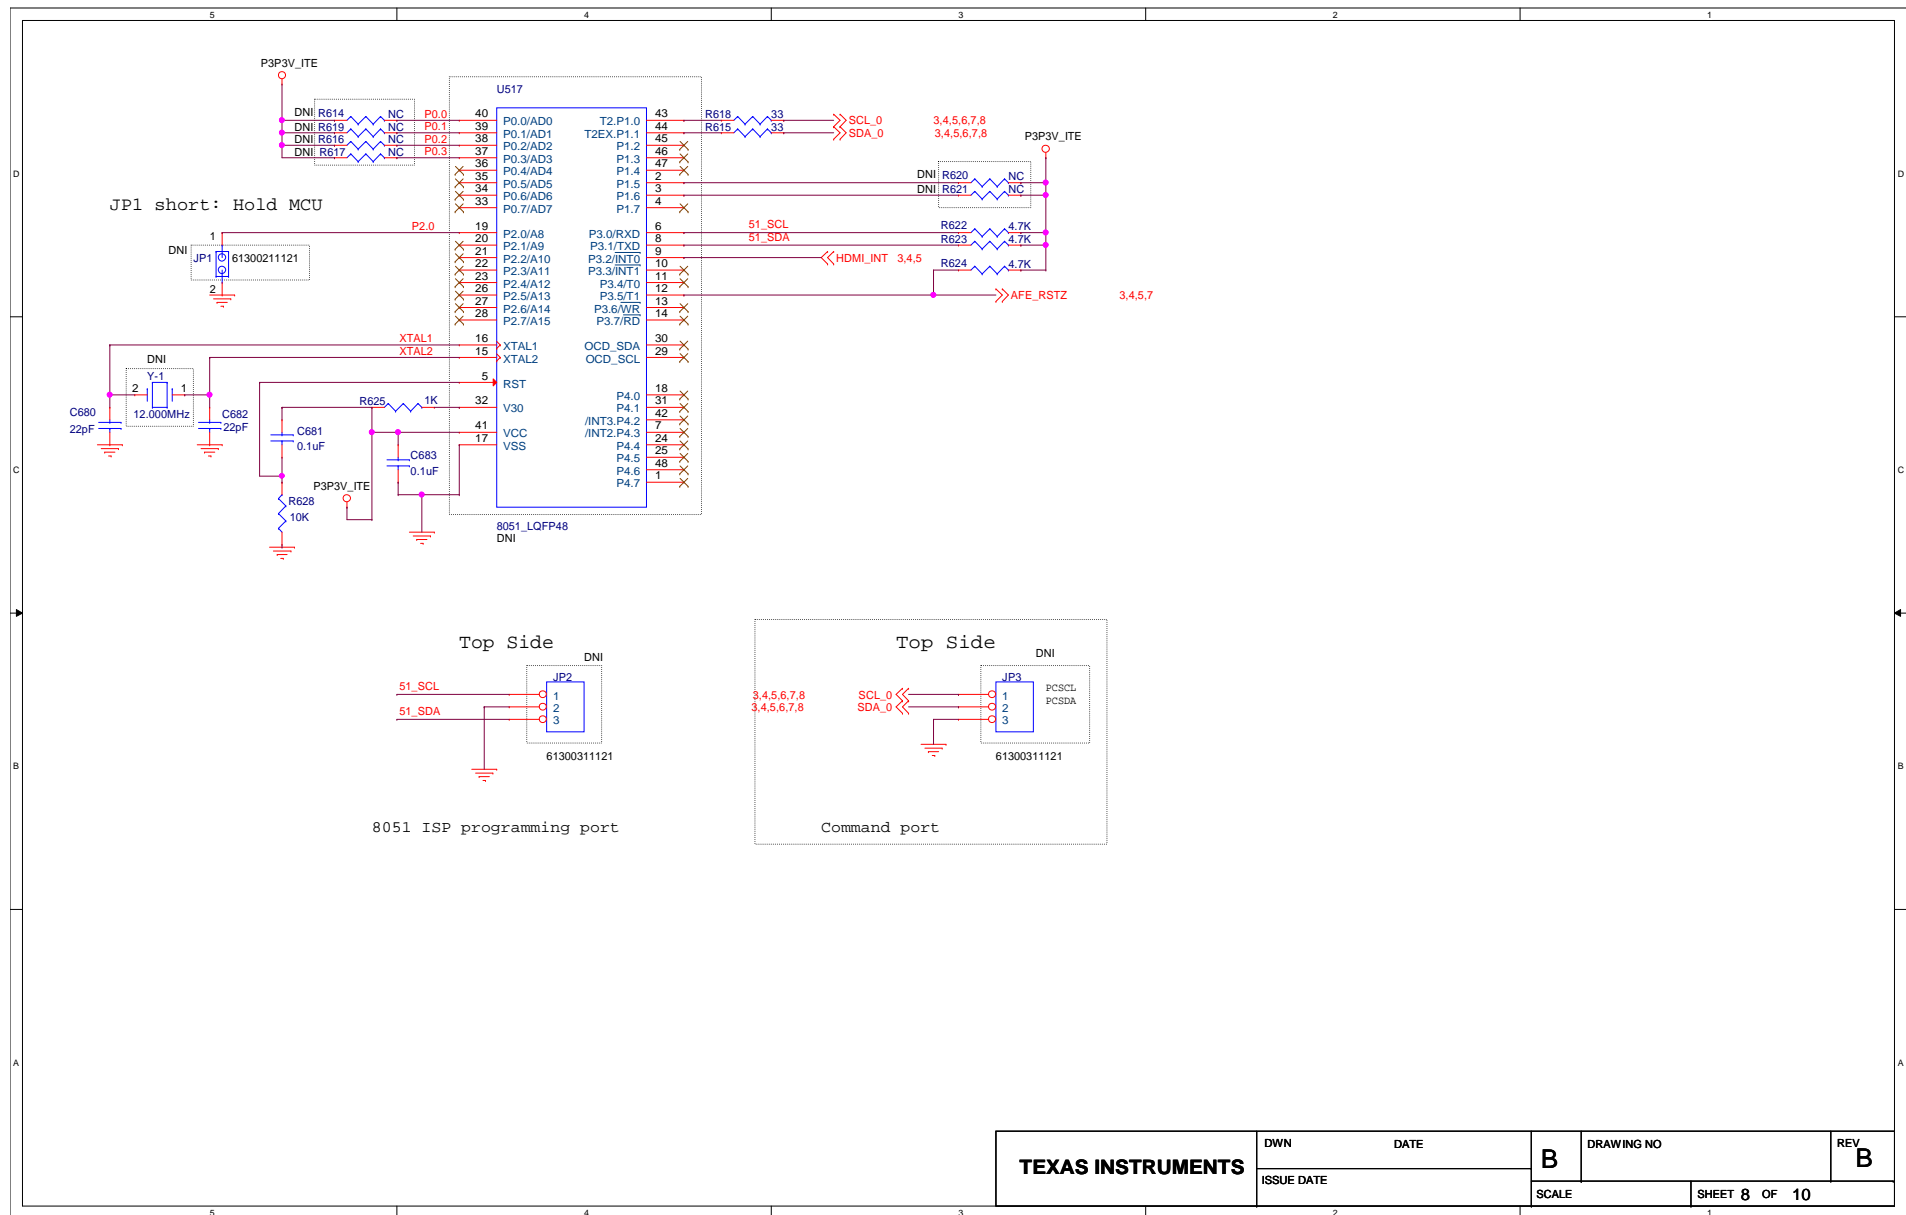 5 4 3 2 1
P3P3V_ITE
U517
DNI R614 NC P0.0 40 P0.0/AD0
DNI R619 NC P0.1 39 P0.1/AD1
DNI R616 NC P0.2 38 P0.2/AD2
DNI R617 NC P0.3 37 P0.3/AD3
36 P0.4/AD4
35 P0.5/AD5
34 P0.6/AD6
33 P0.7/AD7
T2.P1.0 43 R618 33 SCL_0 3,4,5,6,7,8
T2EX.P1.1 44 R615 33 SDA_0 3,4,5,6,7,8
P1.2 45
P1.3 46
P1.4 47
P1.5 2 DNI R620 NC
P1.6 3 DNI R621 NC
P1.7 4
P3P3V_ITE
D D
JP1 short: Hold MCU
P2.0 19 P2.0/A8
20 P2.1/A9
21 P2.2/A10
22 P2.3/A11
23 P2.4/A12
26 P2.5/A13
27 P2.6/A14
28 P2.7/A15
1
DNI JP1 61300211121
2
P3.0/RXD 6 51_SCL R622 4.7K
P3.1/TXD 8 51_SDA R623 4.7K
P3.2/INT0 9 HDMI_INT 3,4,5
P3.3/INT1 10 R624 4.7K
P3.4/T0 11
P3.5/T1 12 AFE_RSTZ 3,4,5,7
P3.6/WR 13
P3.7/RD 14
XTAL1 16 XTAL1
XTAL2 15 XTAL2
OCD_SDA 30
OCD_SCL 29
DNI
Y-1
2 1
12.000MHz
C680
22pF
C682
22pF
5 RST
R625 1K 32 V30
41 VCC
17 VSS
P4.0 18
P4.1 31
/INT3.P4.2 42
/INT2.P4.3 7
P4.4 24
P4.5 25
P4.6 48
P4.7 1
C681
0.1uF
C683
0.1uF
C C
P3P3V_ITE
R628
10K
8051_LQFP48
DNI
Top Side
DNI
JP2
51_SCL 1
2
51_SDA 3
61300311121
8051 ISP programming port
Top Side
DNI
JP3
3,4,5,6,7,8 SCL_0 1 PCSCL
3,4,5,6,7,8 SDA_0 2 PCSDA
3
61300311121
Command port
B B
A A
TEXAS INSTRUMENTS
DWN DATE
ISSUE DATE
B
DRAWING NO
REV
B
SCALE
SHEET 8 OF 10
5 4 3 2 1